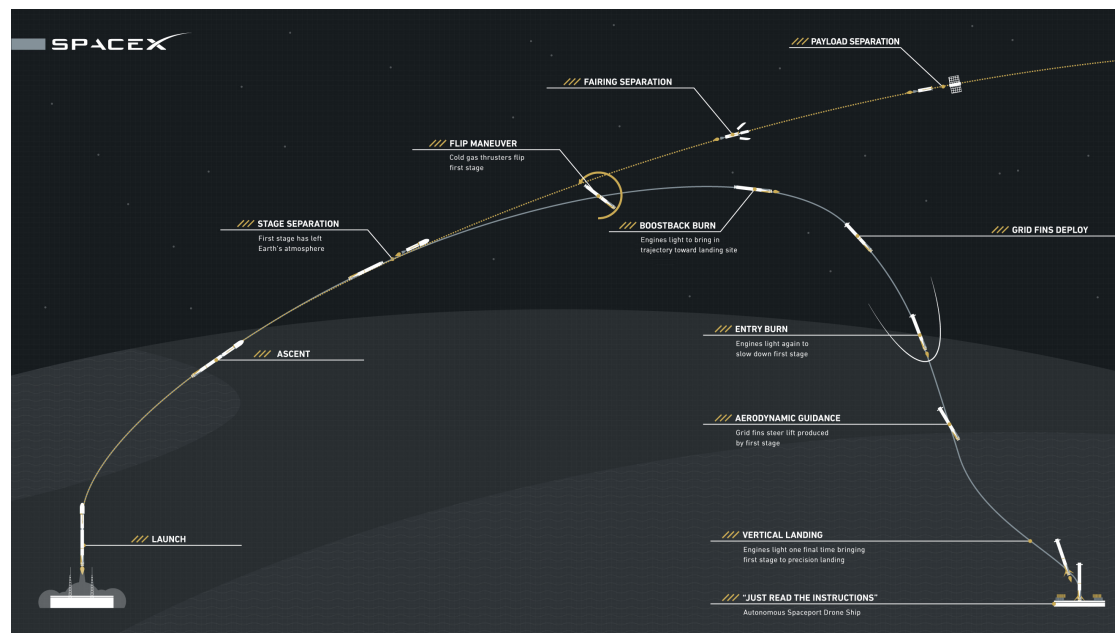 SPACEX
/// PAYLOAD SEPARATION
/// FAIRING SEPARATION
/// FLIP MANEUVER
Cold gas thrusters flip
first stage
/// STAGE SEPARATION
First stage has left
Earth's atmosphere
/// BOOSTBACK BURN
Engines light to bring in
trajectory toward landing site
/// GRID FINS DEPLOY
/// ENTRY BURN
Engines light again to
slow down first stage
/// ASCENT
/// AERODYNAMIC GUIDANCE
Grid fins steer lift produced
by first stage
/// LAUNCH
/// VERTICAL LANDING
Engines light one final time bringing
first stage to precision landing
/// "JUST READ THE INSTRUCTIONS"
Autonomous Spaceport Drone Ship